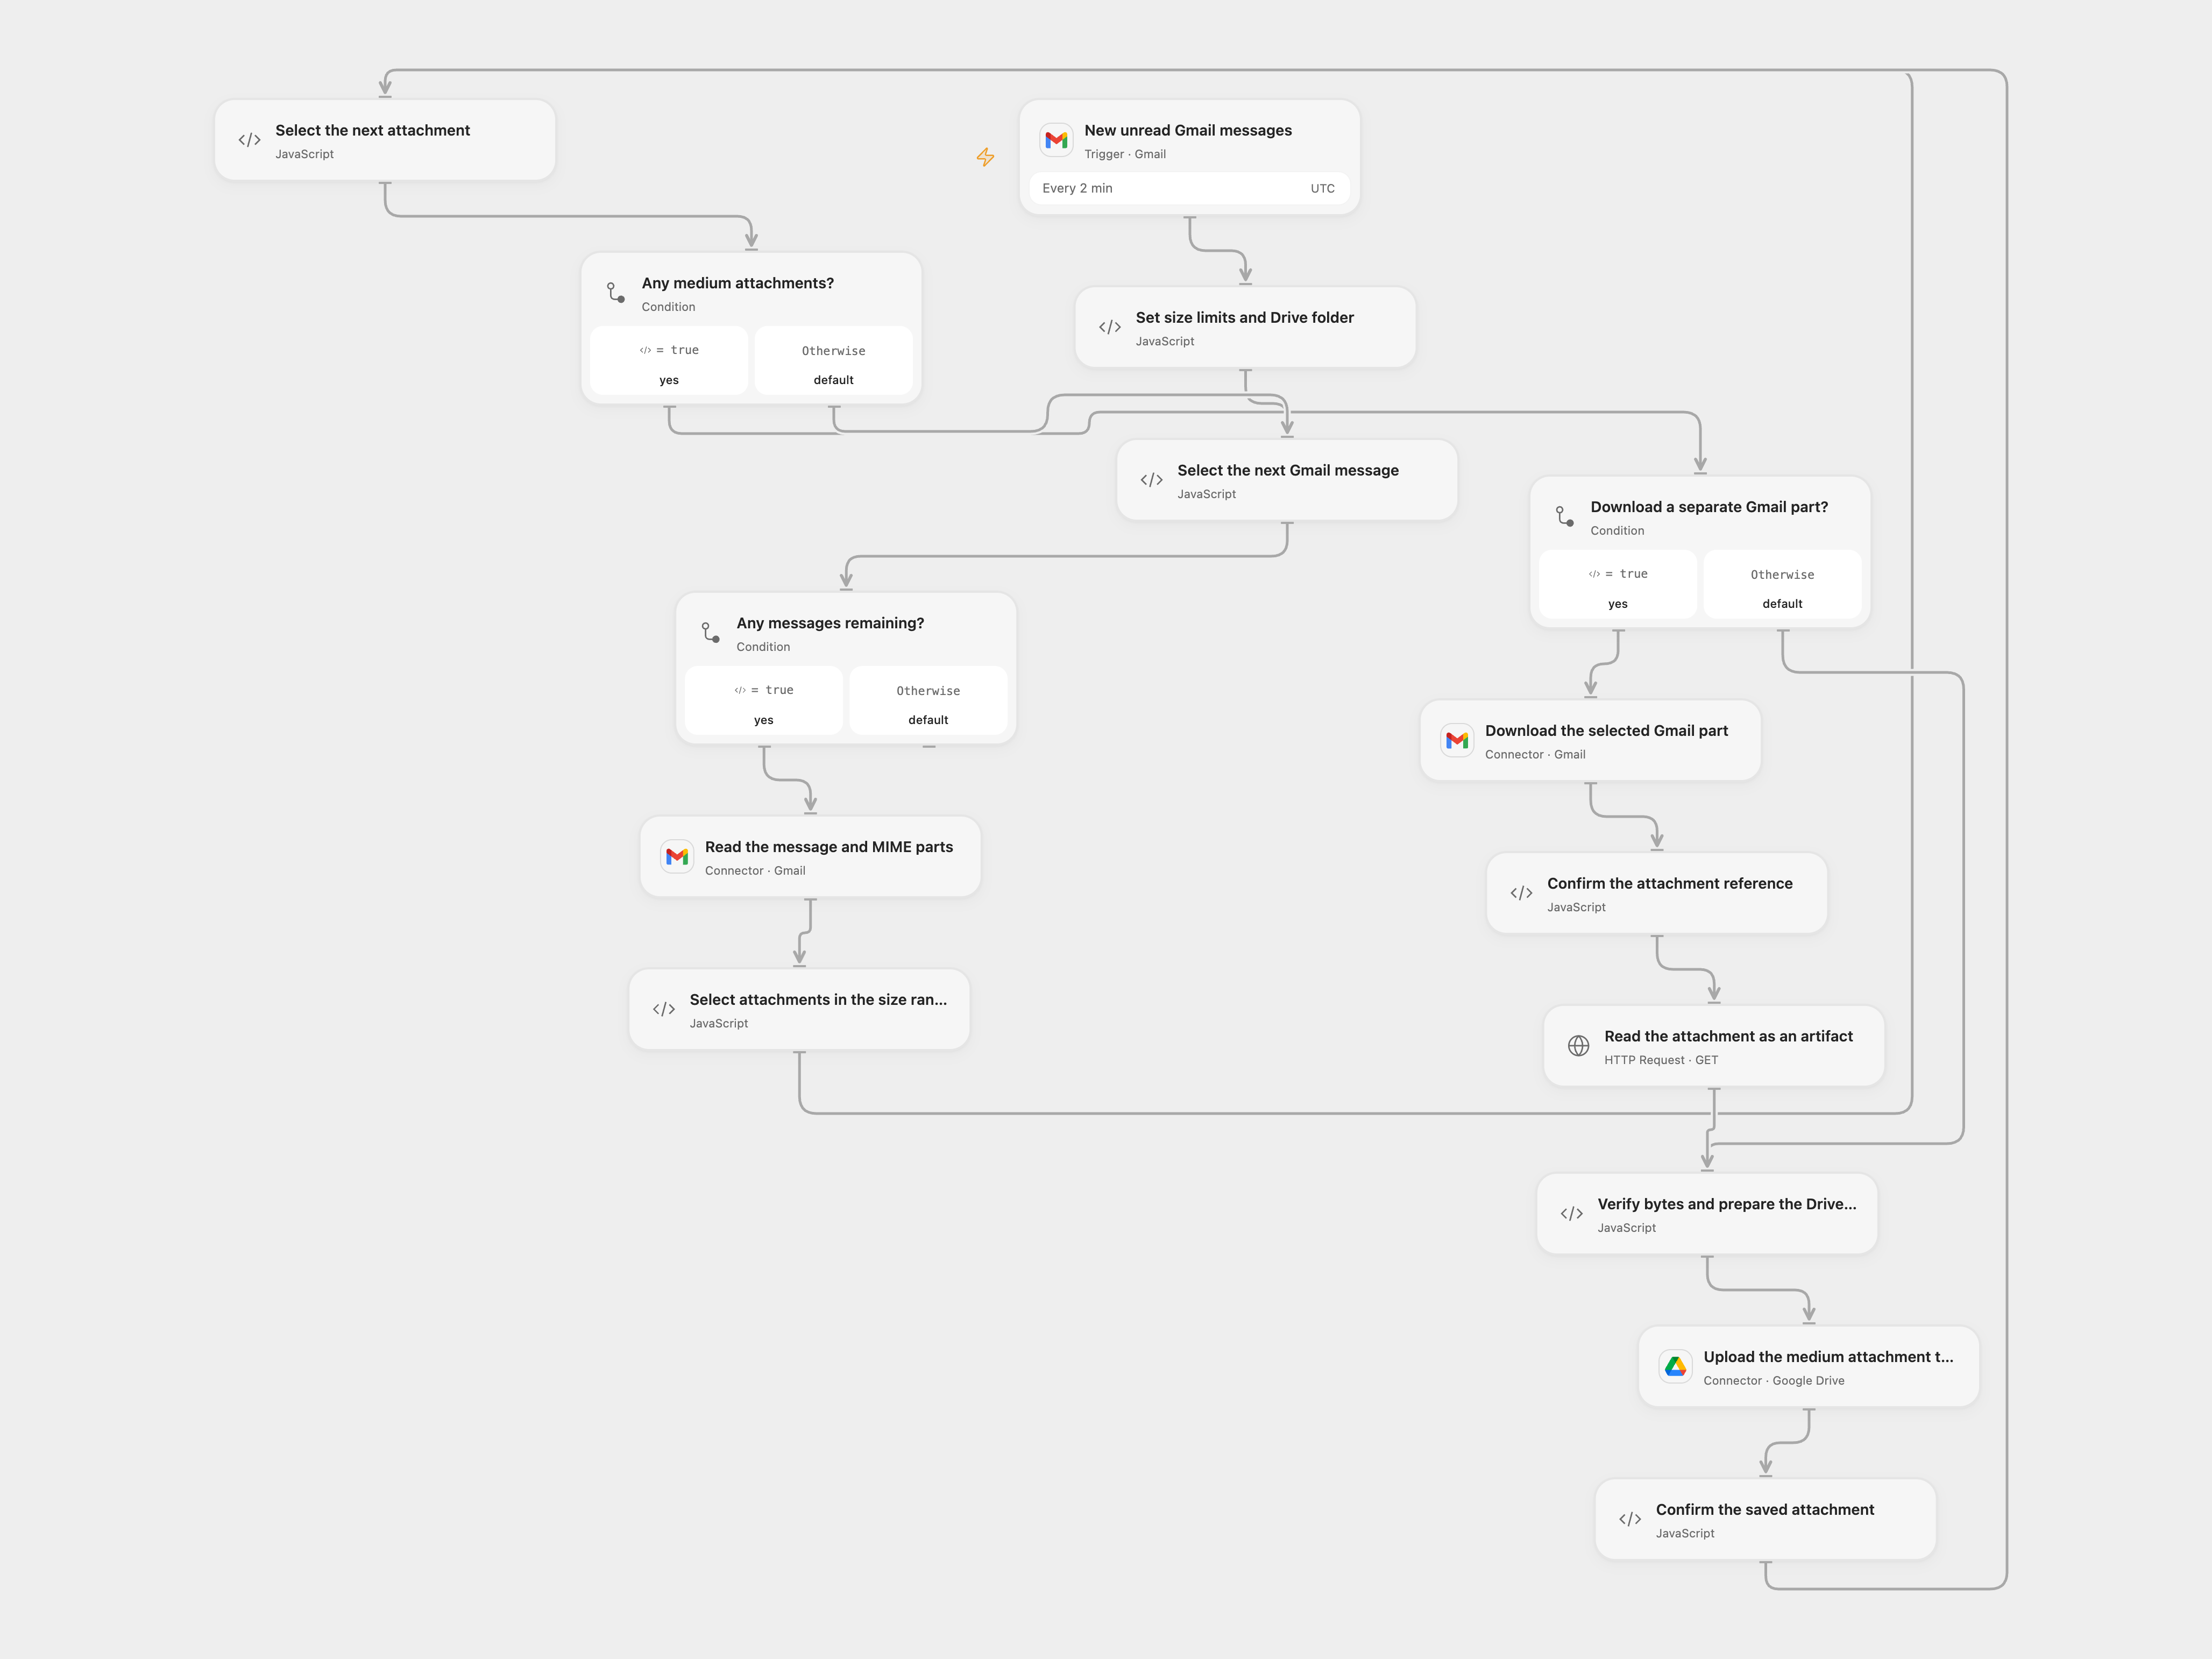 Select the next attachment
JavaScript
New unread Gmail messages
Trigger · Gmail
Every 2 min UTC
Any medium attachments?
Condition
</> = true Otherwise
yes default
Set size limits and Drive folder
JavaScript
Select the next Gmail message
JavaScript
Download a separate Gmail part?
Condition
</> = true Otherwise
yes default
Any messages remaining?
Condition
</> = true Otherwise
yes default
Download the selected Gmail part
Connector · Gmail
Read the message and MIME parts
Connector · Gmail
Confirm the attachment reference
JavaScript
Select attachments in the size ran...
JavaScript
Read the attachment as an artifact
HTTP Request · GET
Verify bytes and prepare the Drive...
JavaScript
Upload the medium attachment t...
Connector · Google Drive
Confirm the saved attachment
JavaScript